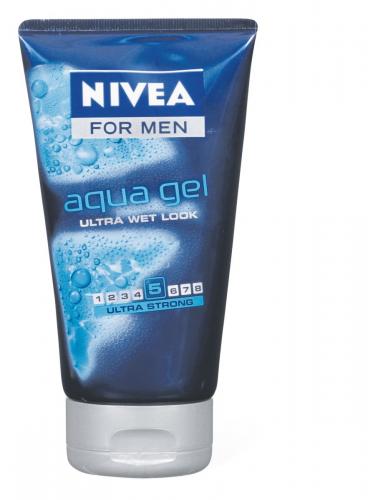 NIVEA
FOR MEN
aqua gel
ULTRA WET LOOK
1 2 3 4 5 6 7 8
ULTRA STRONG